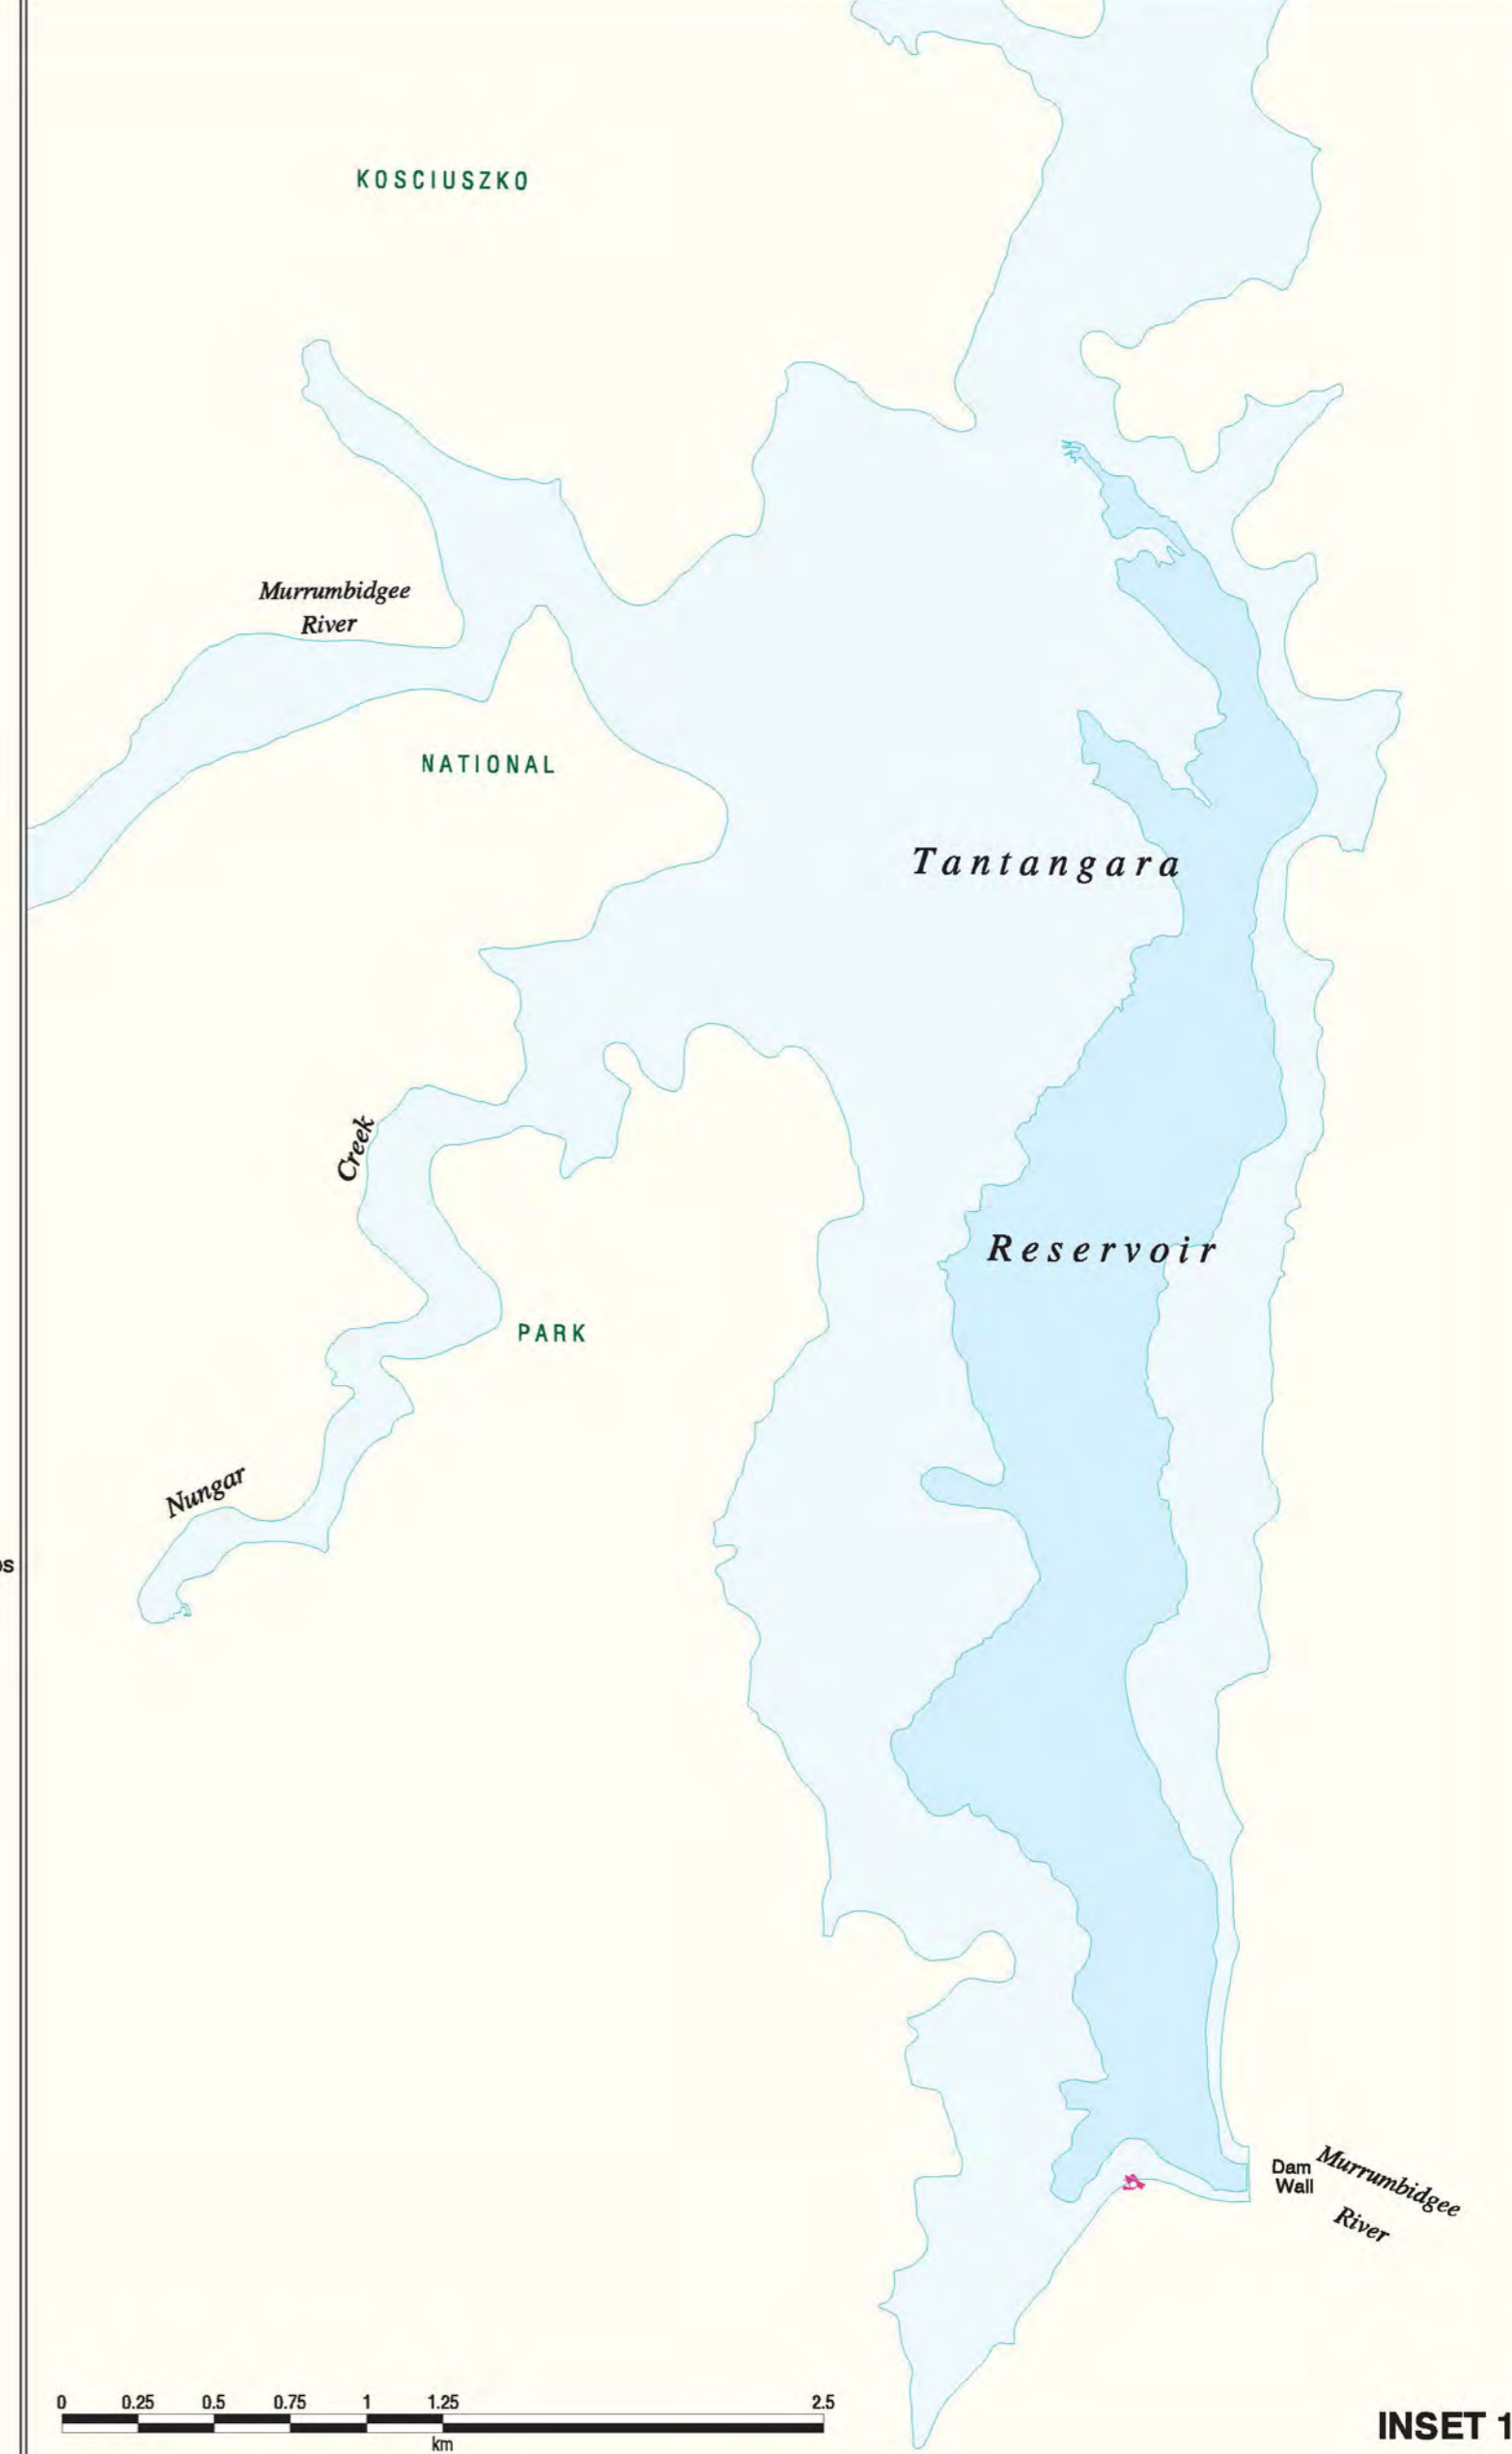 KOSCIUSZKO
Murrumbidgee
River
NATIONAL
Tantangara
Creek
Reservoir
PARK
Nungar
Dam
Wall
Murrumbidgee
River
0 0.25 0.5 0.75 1 1.25 2.5
km
INSET 1